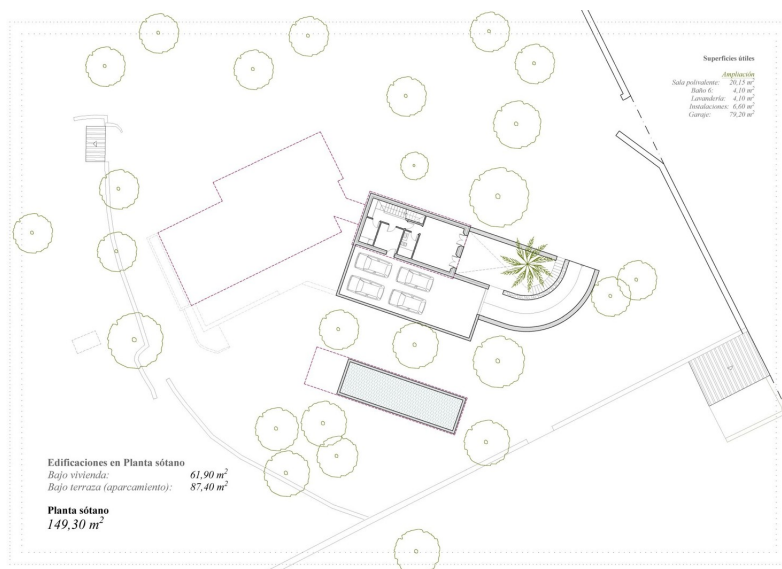 Superficies útiles
Ampliación
Sala polivalente: 20,15 m²
Baño 6: 4,10 m²
Lavandería: 4,10 m²
Instalaciones: 6,60 m²
Garaje: 79,20 m²
Edificaciones en Planta sótano
Bajo vivienda: 61,90 m²
Bajo terraza (aparcamiento): 87,40 m²
Planta sótano
149,30 m²